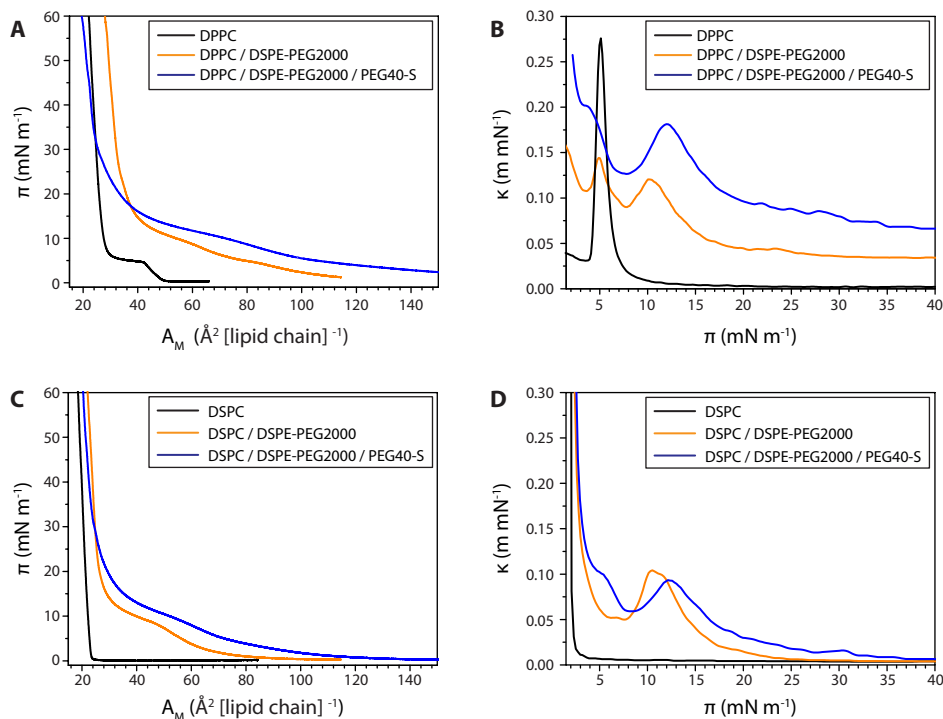 A
60
50
40
30
20
10
0
π (mN m⁻¹)
DPPC
DPPC / DSPE-PEG2000
DPPC / DSPE-PEG2000 / PEG40-S
20 40 60 80 100 120 140
A_M (Å² [lipid chain] ⁻¹)
B
0.30
0.25
0.20
0.15
0.10
0.05
0.00
κ (m mN⁻¹)
DPPC
DPPC / DSPE-PEG2000
DPPC / DSPE-PEG2000 / PEG40-S
5 10 15 20 25 30 35 40
π (mN m⁻¹)
C
60
50
40
30
20
10
0
π (mN m⁻¹)
DSPC
DSPC / DSPE-PEG2000
DSPC / DSPE-PEG2000 / PEG40-S
20 40 60 80 100 120 140
A_M (Å² [lipid chain] ⁻¹)
D
0.30
0.25
0.20
0.15
0.10
0.05
0.00
κ (m mN⁻¹)
DSPC
DSPC / DSPE-PEG2000
DSPC / DSPE-PEG2000 / PEG40-S
5 10 15 20 25 30 35 40
π (mN m⁻¹)